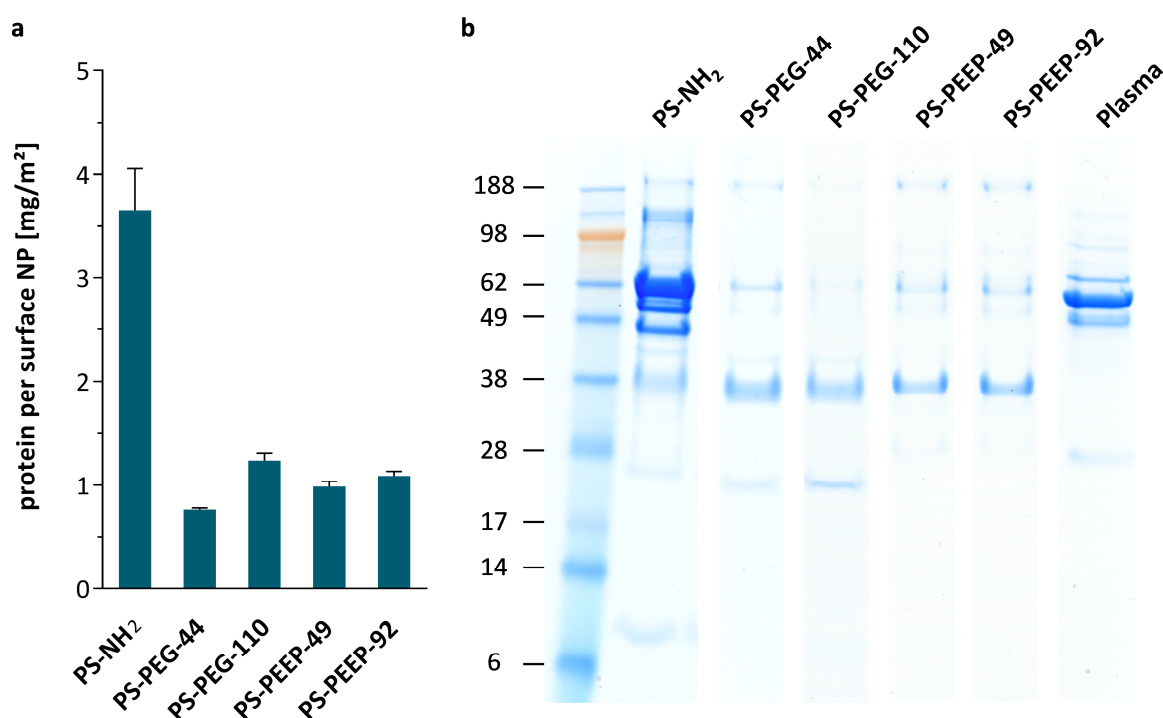 a
protein per surface NP [mg/m²]
5
4
3
2
1
0
PS-NH₂
PS-PEG-44
PS-PEG-110
PS-PEEP-49
PS-PEEP-92
b
PS-NH₂
PS-PEG-44
PS-PEG-110
PS-PEEP-49
PS-PEEP-92
Plasma
188
98
62
49
38
28
17
14
6